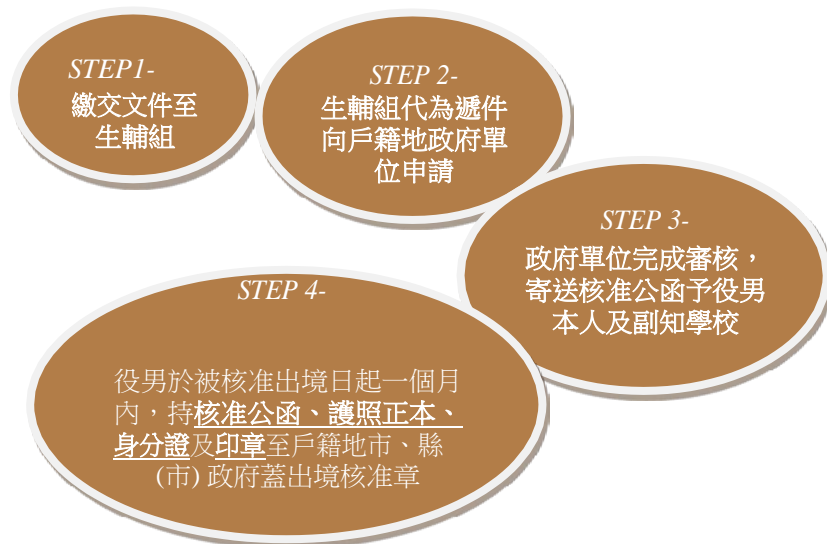 STEP1-
繳交文件至
生輔組
STEP 2-
生輔組代為遞件
向戶籍地政府單
位申請
STEP 3-
政府單位完成審核，
寄送核准公函予役男
本人及副知學校
STEP 4-
役男於被核准出境日起一個月
內，持核准公函、護照正本、
身分證及印章至戶籍地市、縣
(市) 政府蓋出境核准章